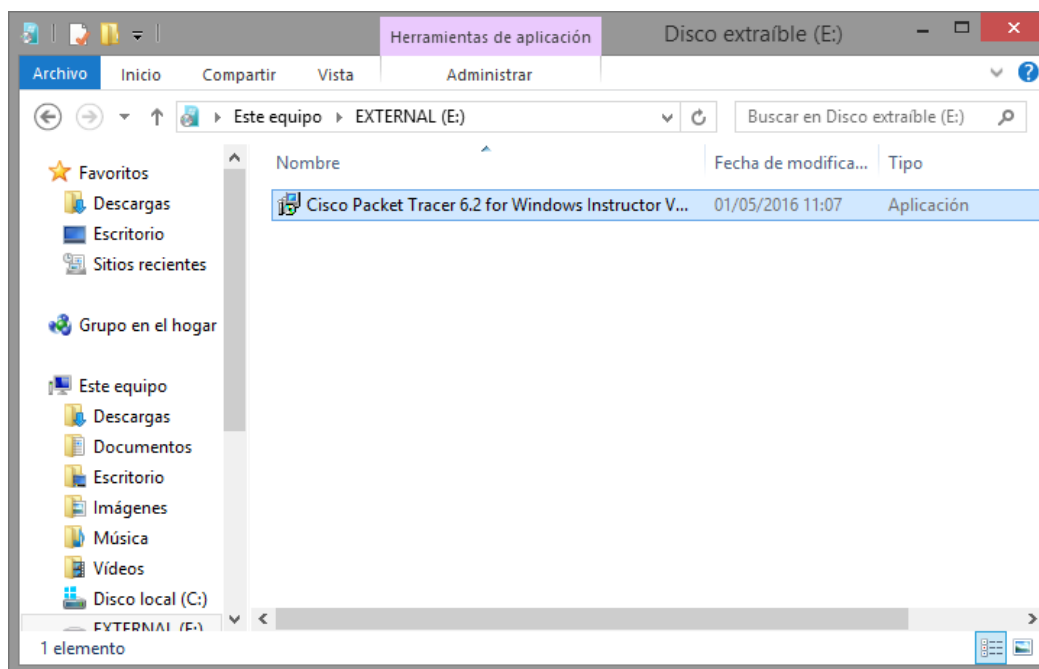 Herramientas de aplicación
Disco extraíble (E:)
Archivo Inicio Compartir Vista Administrar
Este equipo EXTERNAL (E:)
Buscar en Disco extraíble (E:)
Nombre Fecha de modifica... Tipo
Cisco Packet Tracer 6.2 for Windows Instructor V... 01/05/2016 11:07 Aplicación
Favoritos
Descargas
Escritorio
Sitios recientes
Grupo en el hogar
Este equipo
Descargas
Documentos
Escritorio
Imágenes
Música
Vídeos
Disco local (C:)
EXTERNAL (E:)
1 elemento